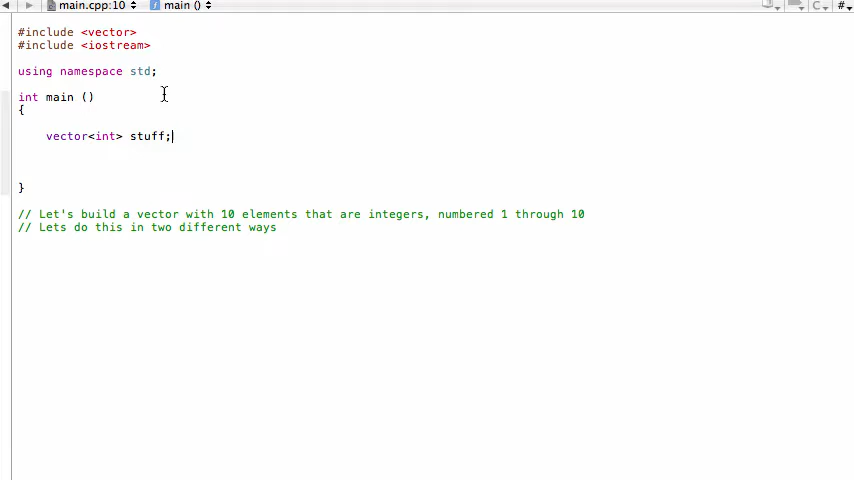 main.cpp:10 main () C #
#include <vector>
#include <iostream>
using namespace std;
int main ()
{
vector<int> stuff;
}
// Let's build a vector with 10 elements that are integers, numbered 1 through 10
// Lets do this in two different ways